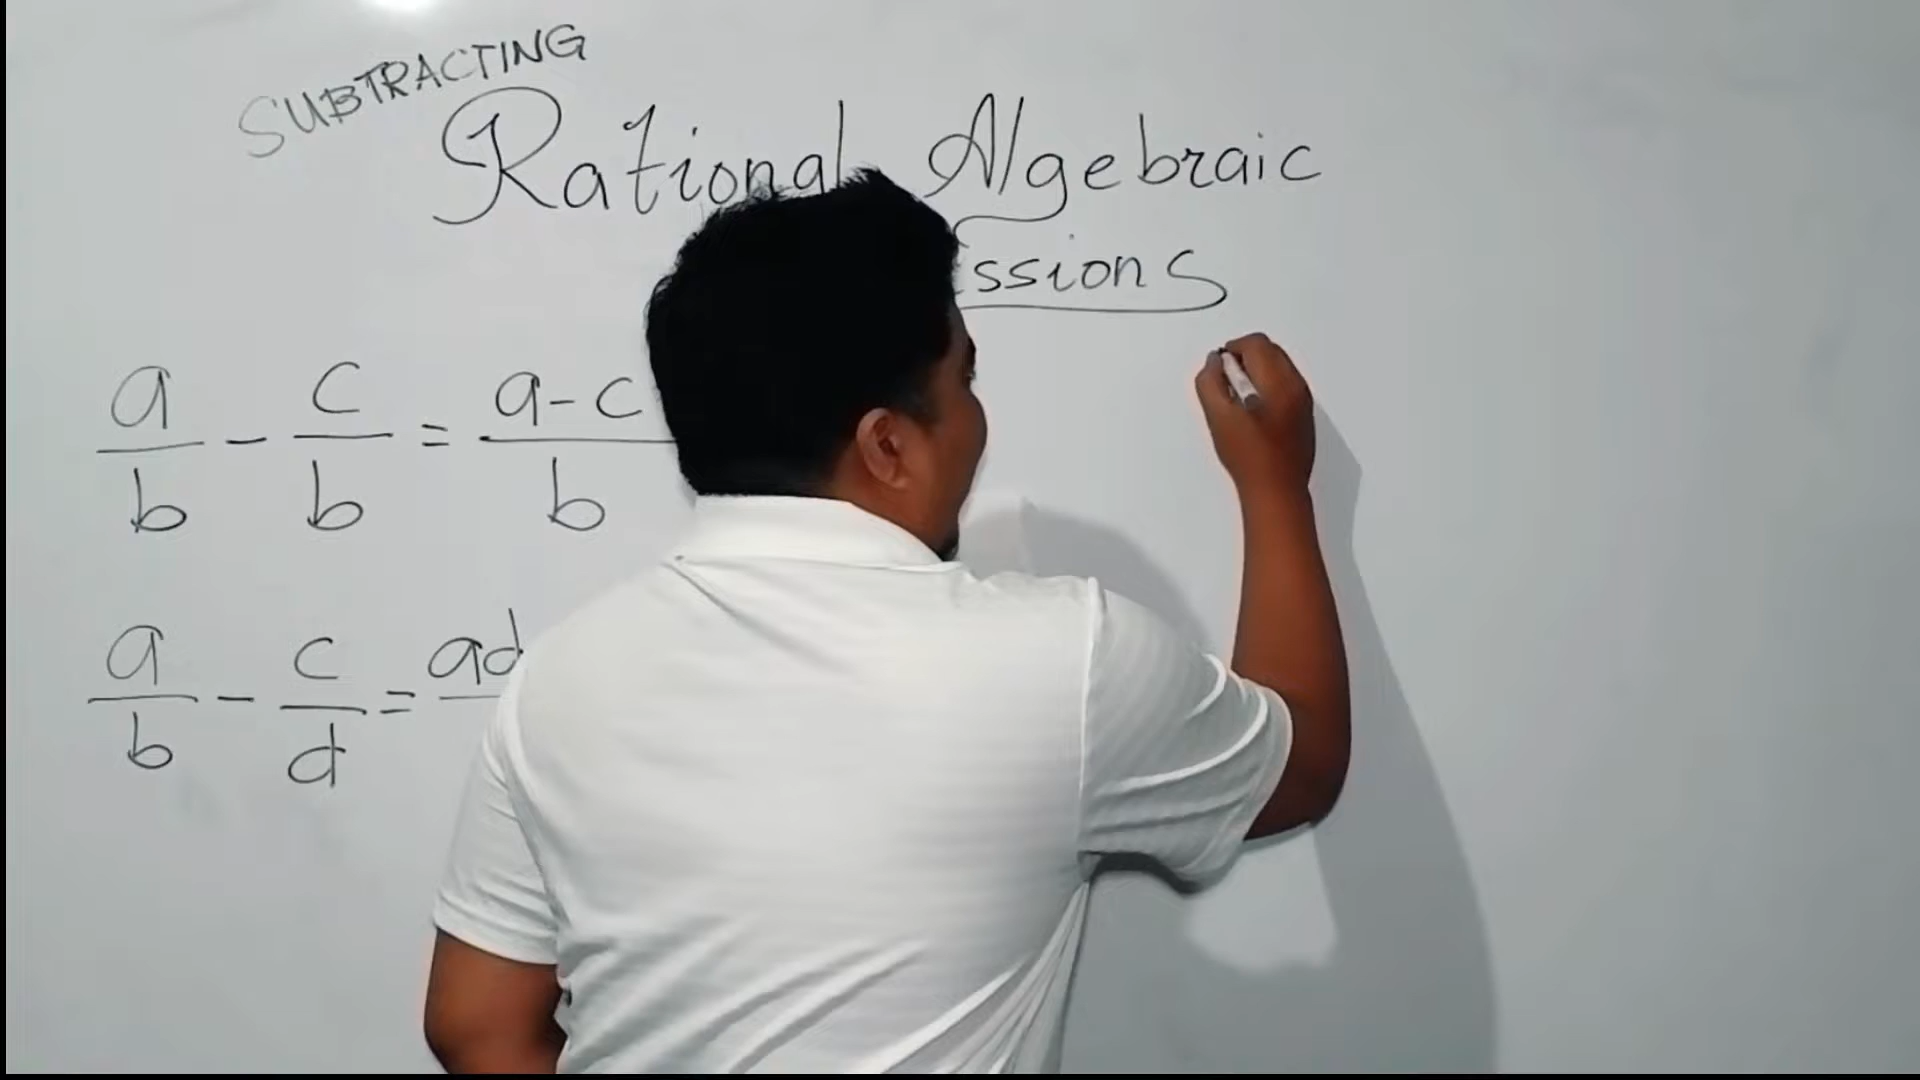 SUBTRACTING
Rational Algebraic
ssions
a/b - c/b = a-c/b
a/b - c/d = ad